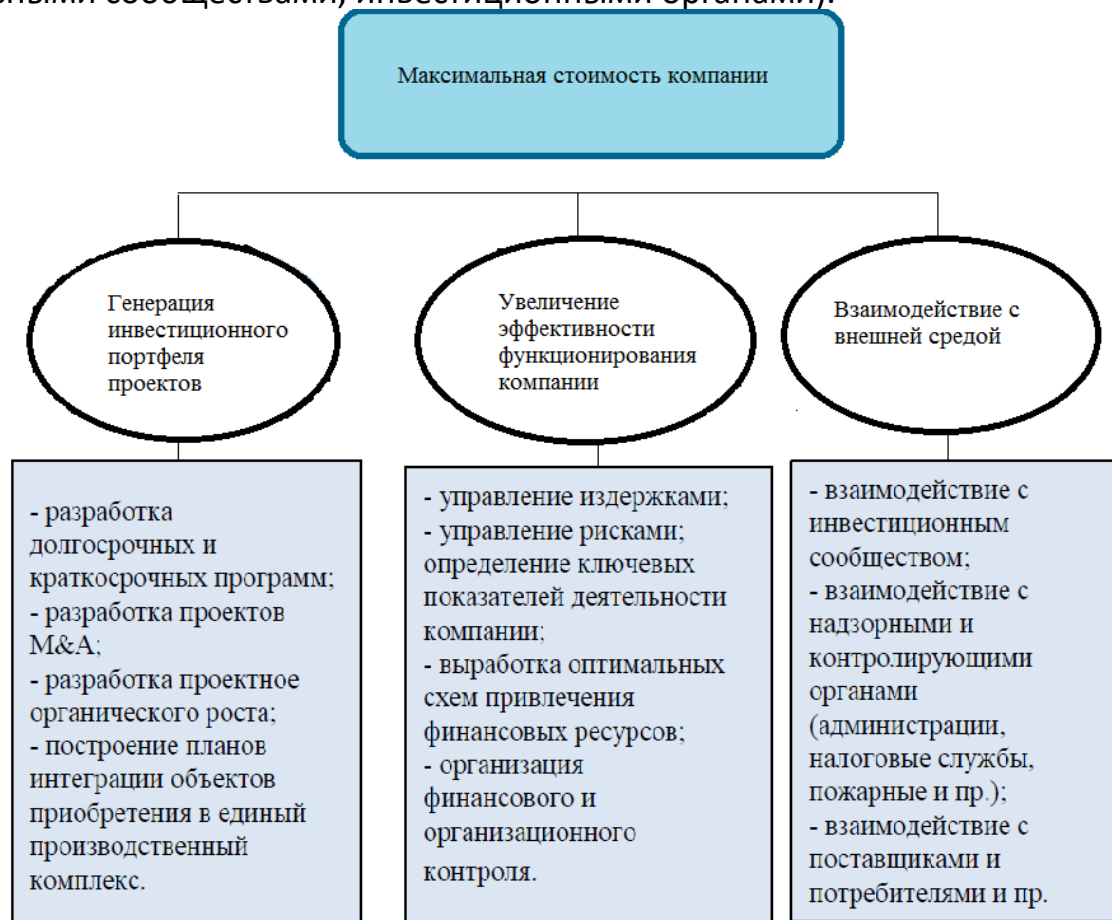 сообществами, инвестиционными органами).
Максимальная стоимость компании
Генерация
инвестиционного
портфеля
проектов
Увеличение
эффективности
функционирования
компании
Взаимодействие с
внешней средой
- разработка
долгосрочных и
краткосрочных программ;
- разработка проектов
M&A;
- разработка проектное
органического роста;
- построение планов
интеграции объектов
приобретения в единый
производственный
комплекс.
- управление издержками;
- управление рисками;
определение ключевых
показателей деятельности
компании;
- выработка оптимальных
схем привлечения
финансовых ресурсов;
- организация
финансового и
организационного
контроля.
- взаимодействие с
инвестиционным
сообществом;
- взаимодействие с
надзорными и
контролирующими
органами
(администрации,
налоговые службы,
пожарные и пр.);
- взаимодействие с
поставщиками и
потребителями и пр.